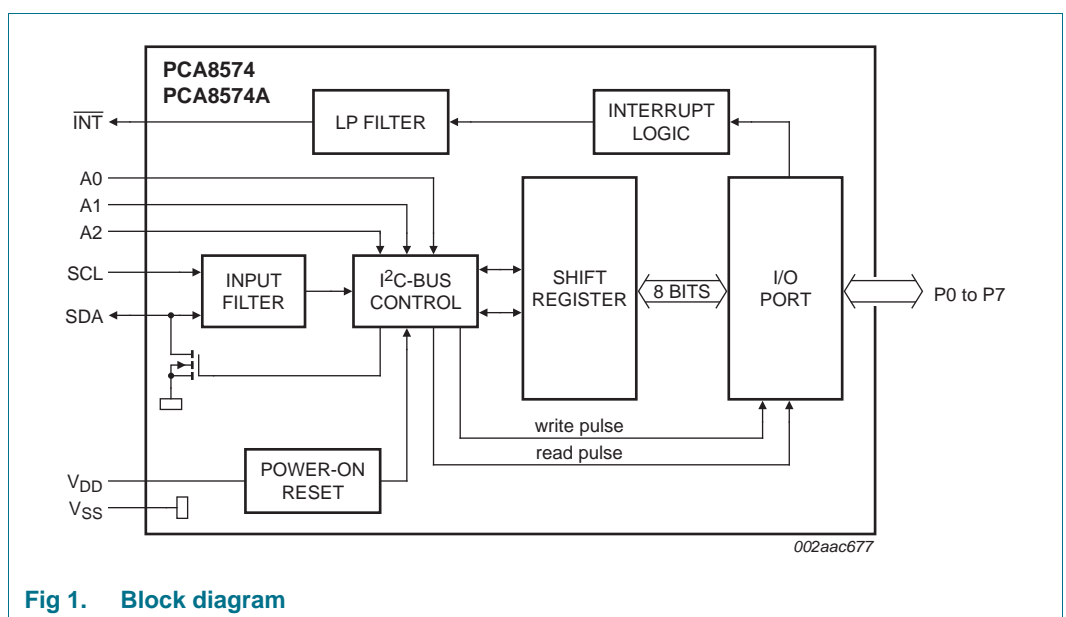 PCA8574
PCA8574A
I̅N̅T̅
LP FILTER
INTERRUPT
LOGIC
A0
A1
A2
SCL
SDA
INPUT
FILTER
I²C-BUS
CONTROL
SHIFT
REGISTER
8 BITS
I/O
PORT
P0 to P7
write pulse
read pulse
VDD
VSS
POWER-ON
RESET
002aac677
Fig 1. Block diagram